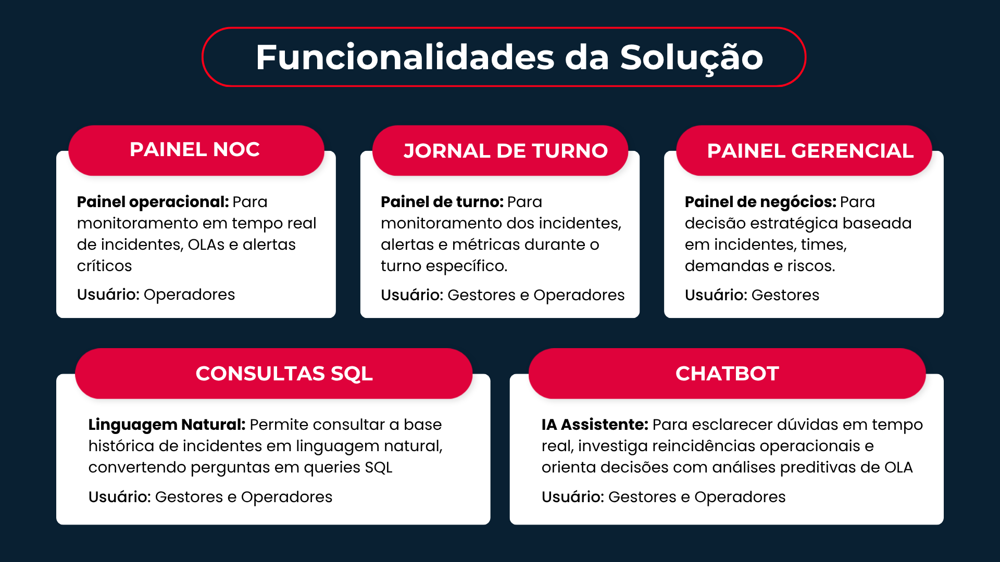 Funcionalidades da Solução
PAINEL NOC
Painel operacional: Para
monitoramento em tempo real
de incidentes, OLAs e alertas
críticos
Usuário: Operadores
JORNAL DE TURNO
Painel de turno: Para
monitoramento dos incidentes,
alertas e métricas durante o
turno específico.
Usuário: Gestores e Operadores
PAINEL GERENCIAL
Painel de negócios: Para
decisão estratégica baseada
em incidentes, times,
demandas e riscos.
Usuário: Gestores
CONSULTAS SQL
Linguagem Natural: Permite consultar a base
histórica de incidentes em linguagem natural,
convertendo perguntas em queries SQL
Usuário: Gestores e Operadores
CHATBOT
IA Assistente: Para esclarecer dúvidas em tempo
real, investiga reincidências operacionais e
orienta decisões com análises preditivas de OLA
Usuário: Gestores e Operadores